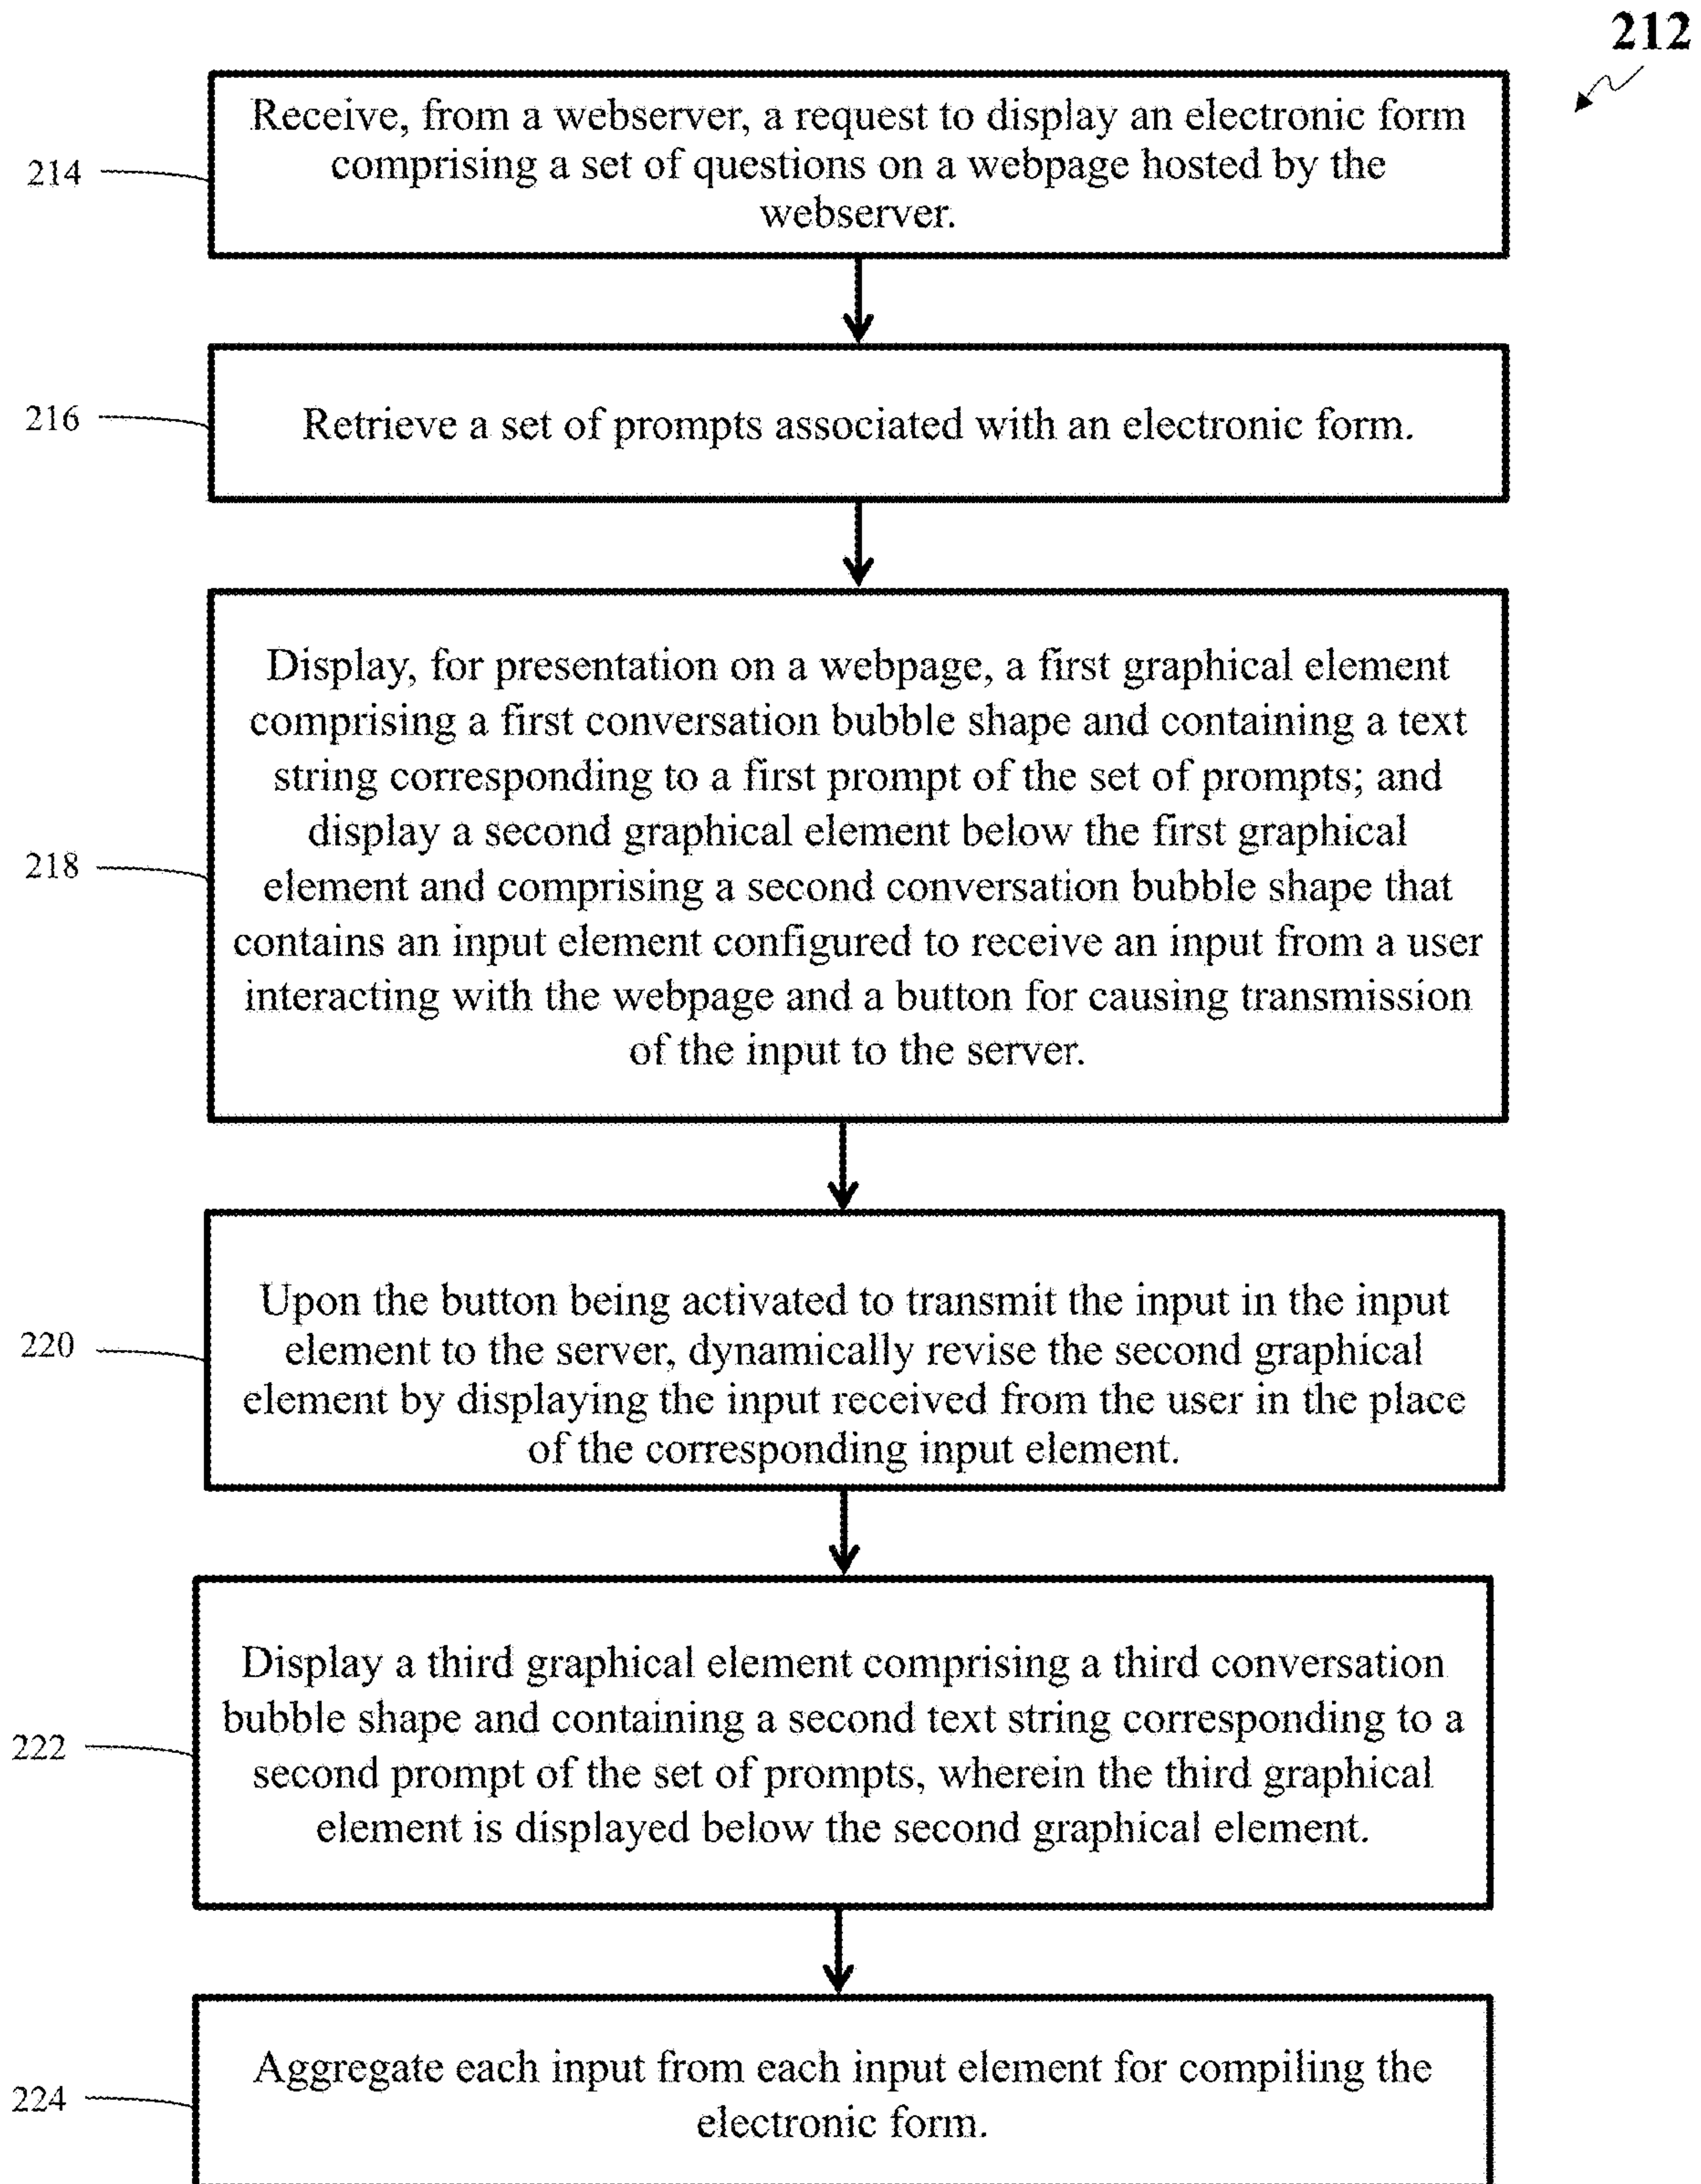 212
Receive, from a webserver, a request to display an electronic form
comprising a set of questions on a webpage hosted by the
webserver.
214
216
Retrieve a set of prompts associated with an electronic form.
Display, for presentation on a webpage, a first graphical element
comprising a first conversation bubble shape and containing a text
string corresponding to a first prompt of the set of prompts; and
display a second graphical element below the first graphical
218
element and comprising a second conversation bubble shape that
contains an input element configured to receive an input from a user
interacting with the webpage and a button for causing transmission
of the input to the server.
Upon the button being activated to transmit the input in the input
220
element to the server, dynamically revise the second graphical
element by displaying the input received from the user in the place
of the corresponding input element.
Display a third graphical element comprising a third conversation
bubble shape and containing a second text string corresponding to a
222
second prompt of the set of prompts, wherein the third graphical
element is displayed below the second graphical element.
Aggregate each input from each input element for compiling the
224
electronic form.